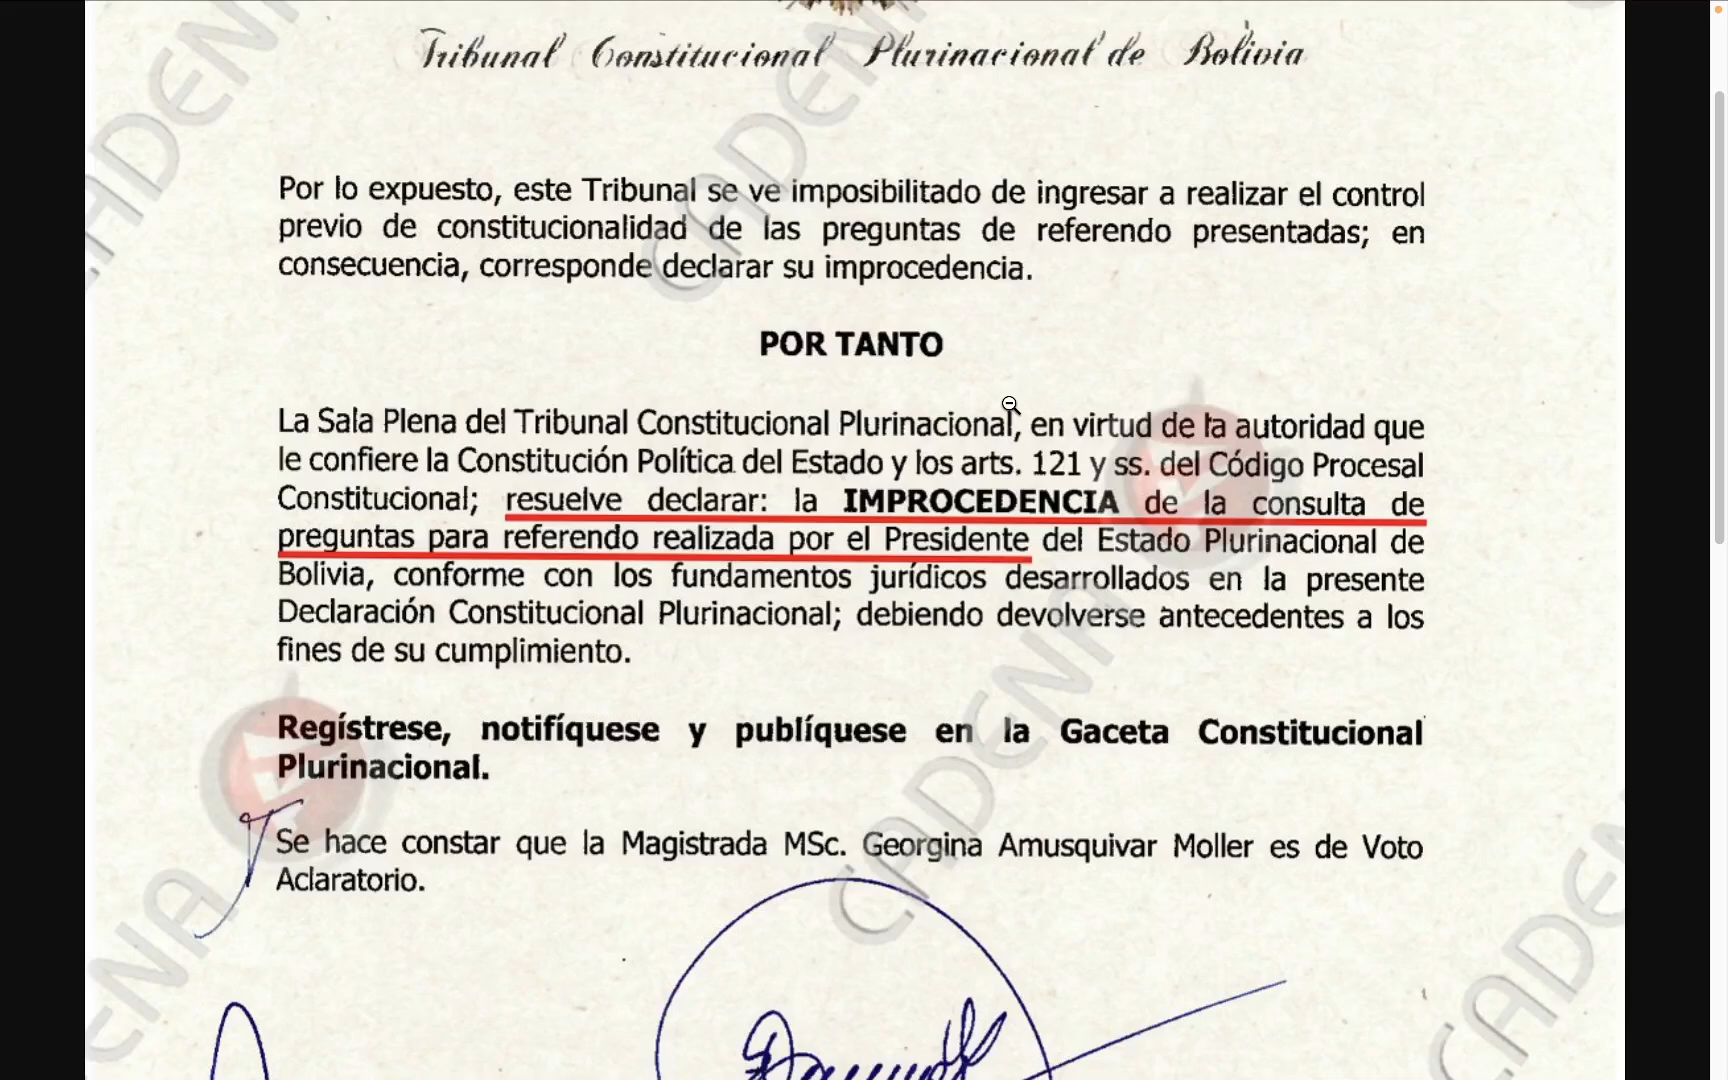 Tribunal Constitucional Plurinacional de Bolivia
Por lo expuesto, este Tribunal se ve imposibilitado de ingresar a realizar el control
previo de constitucionalidad de las preguntas de referendo presentadas; en
consecuencia, corresponde declarar su improcedencia.
POR TANTO
La Sala Plena del Tribunal Constitucional Plurinacional, en virtud de la autoridad que
le confiere la Constitución Política del Estado y los arts. 121 y ss. del Código Procesal
Constitucional; resuelve declarar: la IMPROCEDENCIA de la consulta de
preguntas para referendo realizada por el Presidente del Estado Plurinacional de
Bolivia, conforme con los fundamentos jurídicos desarrollados en la presente
Declaración Constitucional Plurinacional; debiendo devolverse antecedentes a los
fines de su cumplimiento.
Regístrese, notifíquese y publíquese en la Gaceta Constitucional
Plurinacional.
Se hace constar que la Magistrada MSc. Georgina Amusquivar Moller es de Voto
Aclaratorio.
CADENA
CADENA
CADENA